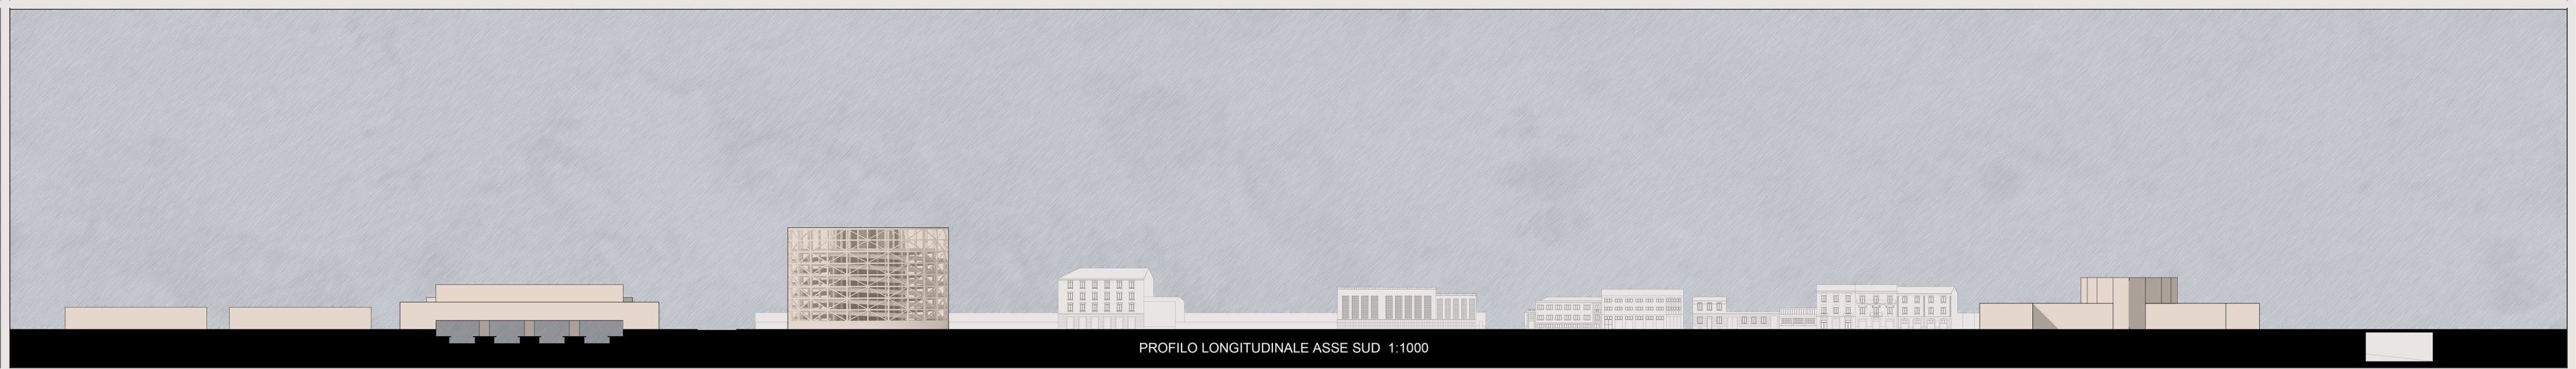 PROFILO LONGITUDINALE ASSE SUD 1:1000